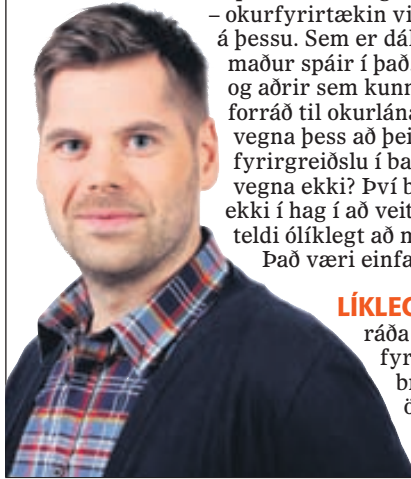 – okurfyrirtækin vi
á þessu. Sem er dál
maður spáir í það.
og aðrir sem kunn
forráð til okurlána
vegna þess að þei
fyrirgreiðslu í ba
vegna ekki? Því b
ekki í hag í að veit
teldi ólíklegt að n
Það væri einfa
LÍKLEG
ráða
fyr
br
ö